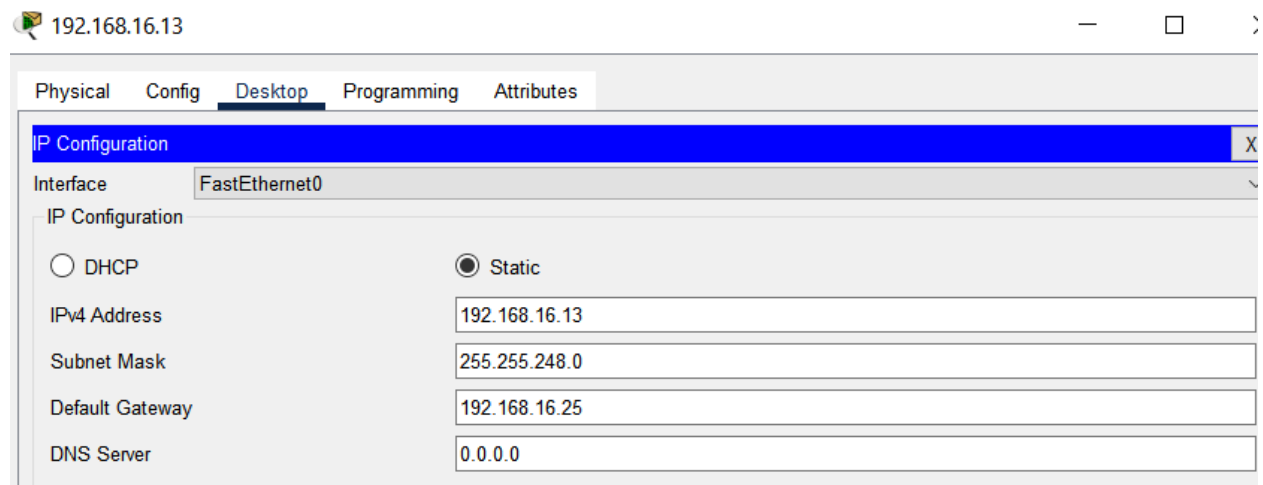 192.168.16.13
Physical Config Desktop Programming Attributes
IP Configuration X
Interface FastEthernet0
IP Configuration
DHCP Static
IPv4 Address 192.168.16.13
Subnet Mask 255.255.248.0
Default Gateway 192.168.16.25
DNS Server 0.0.0.0